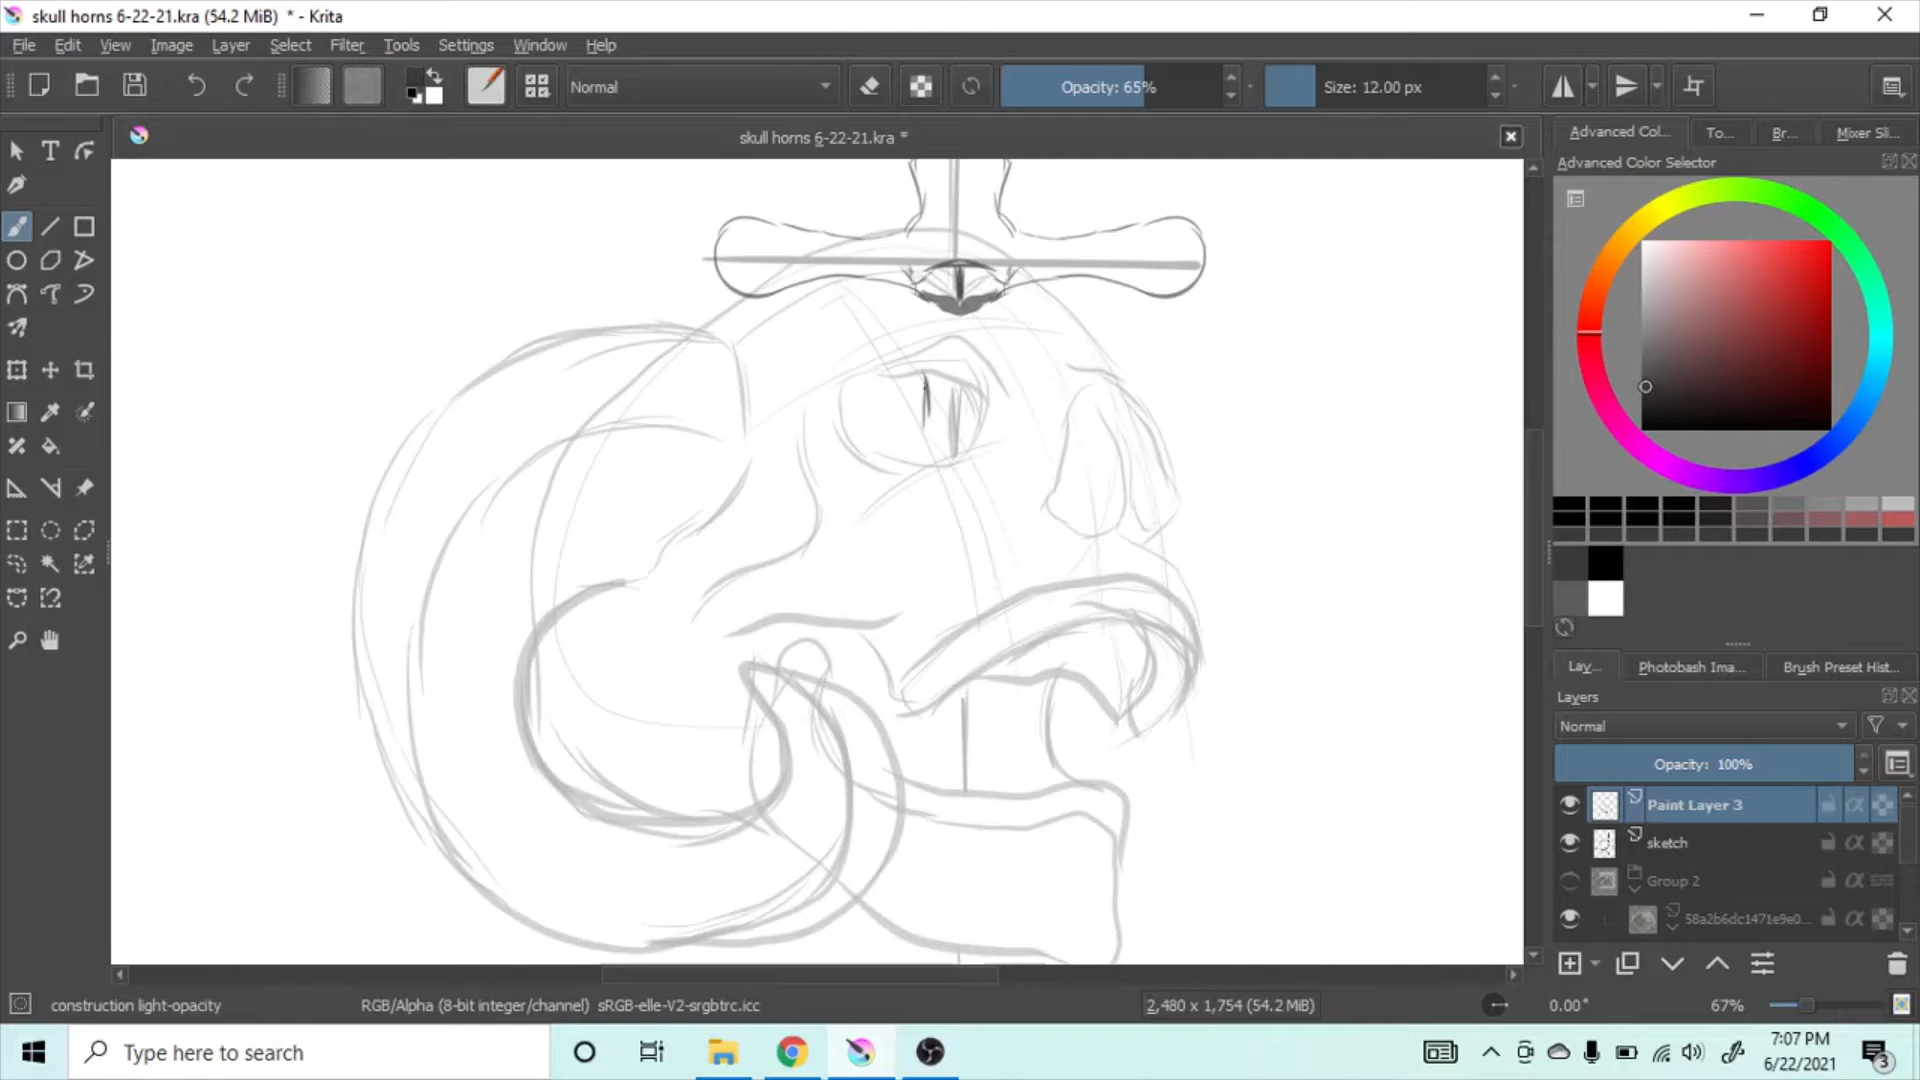 skull horns 6-22-21.kra (54.2 MiB) * - Krita
File Edit View Image Layer Select Filter Tools Settings Window Help
Normal Opacity: 65% Size: 12.00 px
skull horns 6-22-21.kra *
Advanced Col... To... Br... Mixer Sli...
Advanced Color Selector
Lay... Photobash Ima... Brush Preset Hist...
Layers
Normal
Opacity: 100%
Paint Layer 3
sketch
Group 2
58a2b6dc1471e9e0...
construction light-opacity RGB/Alpha (8-bit integer/channel) sRGB-elle-V2-srgbtrc.icc 2,480 x 1,754 (54.2 MiB) 0.00° 67%
Type here to search
7:07 PM
6/22/2021
3